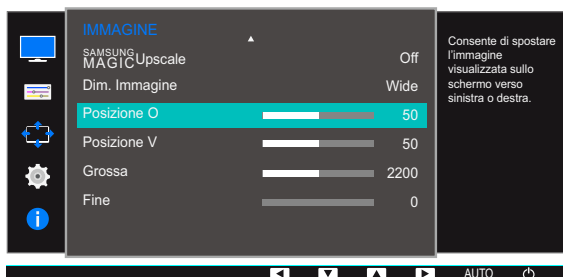 IMMAGINE
SAMSUNG MAGIC Upscale Off
Dim. Immagine Wide
Posizione O 50
Posizione V 50
Grossa 2200
Fine 0
Consente di spostare
l'immagine
visualizzata sullo
schermo verso
sinistra o destra.
AUTO